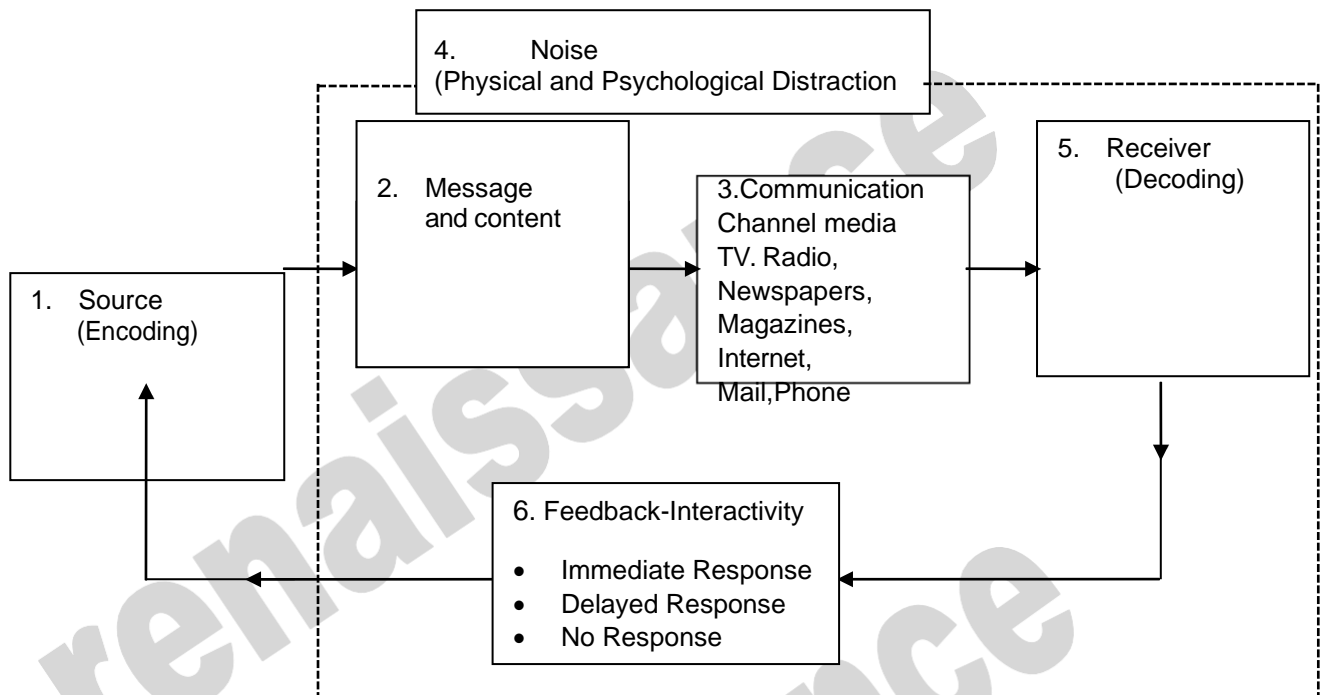 4. Noise
(Physical and Psychological Distraction
5. Receiver
(Decoding)
2. Message
and content
3.Communication
Channel media
TV. Radio,
Newspapers,
Magazines,
Internet,
Mail,Phone
1. Source
(Encoding)
6. Feedback-Interactivity
• Immediate Response
• Delayed Response
• No Response
renaissance
nce